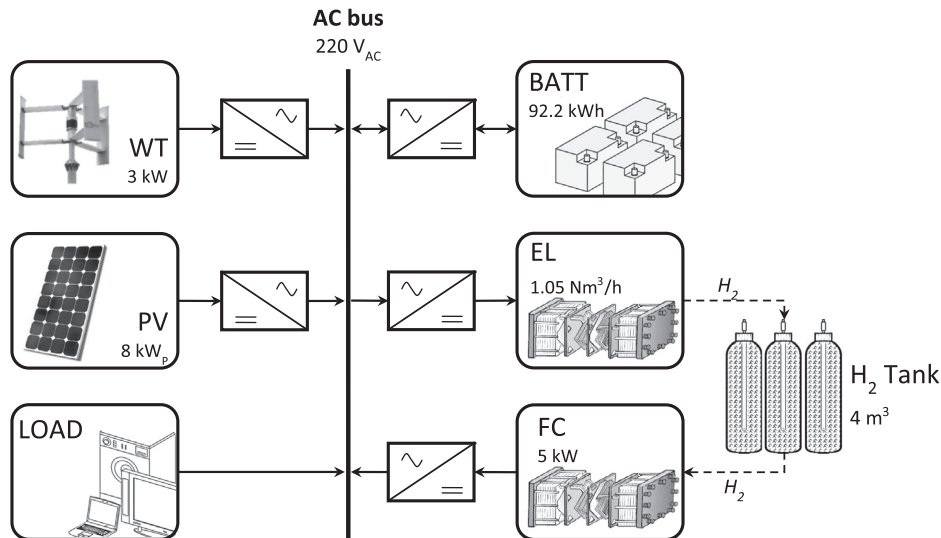 AC bus
220 V_AC
WT
3 kW
BATT
92.2 kWh
PV
8 kW_P
EL
1.05 Nm³/h
H₂
H₂ Tank
4 m³
LOAD
FC
5 kW
H₂